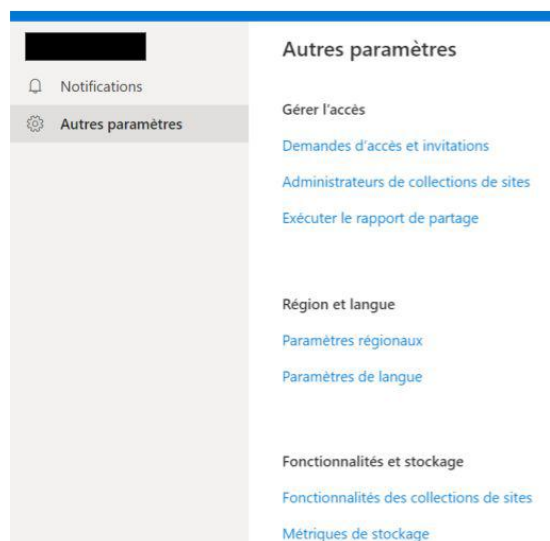 Notifications
Autres paramètres
Autres paramètres
Gérer l'accès
Demandes d'accès et invitations
Administrateurs de collections de sites
Exécuter le rapport de partage
Région et langue
Paramètres régionaux
Paramètres de langue
Fonctionnalités et stockage
Fonctionnalités des collections de sites
Métriques de stockage